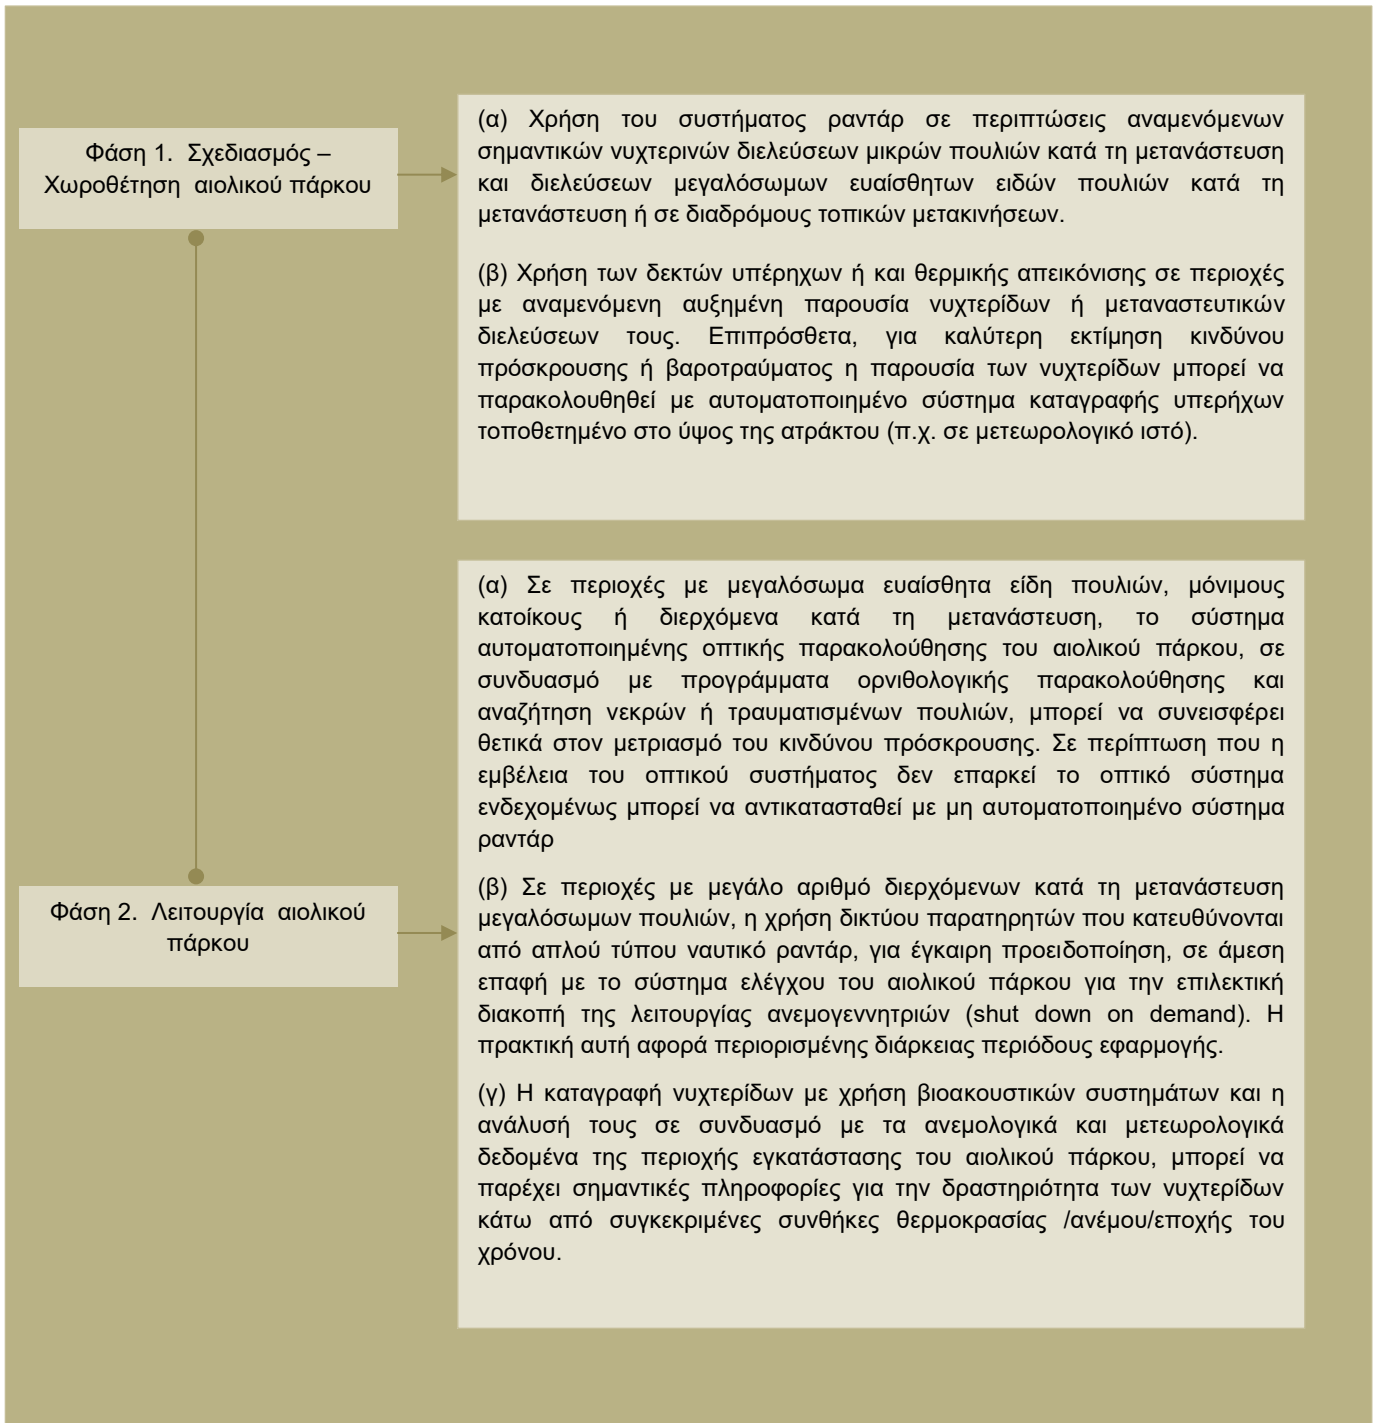 Φάση 1. Σχεδιασμός –
Χωροθέτηση αιολικού πάρκου
(α) Χρήση του συστήματος ραντάρ σε περιπτώσεις αναμενόμενων
σημαντικών νυχτερινών διελεύσεων μικρών πουλιών κατά τη μετανάστευση
και διελεύσεων μεγαλόσωμων ευαίσθητων ειδών πουλιών κατά τη
μετανάστευση ή σε διαδρόμους τοπικών μετακινήσεων.
(β) Χρήση των δεκτών υπέρηχων ή και θερμικής απεικόνισης σε περιοχές
με αναμενόμενη αυξημένη παρουσία νυχτερίδων ή μεταναστευτικών
διελεύσεων τους. Επιπρόσθετα, για καλύτερη εκτίμηση κινδύνου
πρόσκρουσης ή βαροτραύματος η παρουσία των νυχτερίδων μπορεί να
παρακολουθηθεί με αυτοματοποιημένο σύστημα καταγραφής υπερήχων
τοποθετημένο στο ύψος της ατράκτου (π.χ. σε μετεωρολογικό ιστό).
Φάση 2. Λειτουργία αιολικού
πάρκου
(α) Σε περιοχές με μεγαλόσωμα ευαίσθητα είδη πουλιών, μόνιμους
κατοίκους ή διερχόμενα κατά τη μετανάστευση, το σύστημα
αυτοματοποιημένης οπτικής παρακολούθησης του αιολικού πάρκου, σε
συνδυασμό με προγράμματα ορνιθολογικής παρακολούθησης και
αναζήτηση νεκρών ή τραυματισμένων πουλιών, μπορεί να συνεισφέρει
θετικά στον μετριασμό του κινδύνου πρόσκρουσης. Σε περίπτωση που η
εμβέλεια του οπτικού συστήματος δεν επαρκεί το οπτικό σύστημα
ενδεχομένως μπορεί να αντικατασταθεί με μη αυτοματοποιημένο σύστημα
ραντάρ
(β) Σε περιοχές με μεγάλο αριθμό διερχόμενων κατά τη μετανάστευση
μεγαλόσωμων πουλιών, η χρήση δικτύου παρατηρητών που κατευθύνονται
από απλού τύπου ναυτικό ραντάρ, για έγκαιρη προειδοποίηση, σε άμεση
επαφή με το σύστημα ελέγχου του αιολικού πάρκου για την επιλεκτική
διακοπή της λειτουργίας ανεμογεννητριών (shut down on demand). Η
πρακτική αυτή αφορά περιορισμένης διάρκειας περιόδους εφαρμογής.
(γ) Η καταγραφή νυχτερίδων με χρήση βιοακουστικών συστημάτων και η
ανάλυσή τους σε συνδυασμό με τα ανεμολογικά και μετεωρολογικά
δεδομένα της περιοχής εγκατάστασης του αιολικού πάρκου, μπορεί να
παρέχει σημαντικές πληροφορίες για την δραστηριότητα των νυχτερίδων
κάτω από συγκεκριμένες συνθήκες θερμοκρασίας /ανέμου/εποχής του
χρόνου.